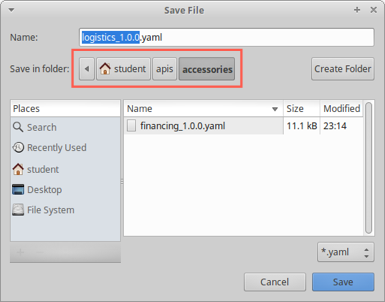 Save File
Name: logistics_1.0.0.yaml
Save in folder: student apis accessories Create Folder
Places
Search
Recently Used
student
Desktop
File System
Name Size Modified
financing_1.0.0.yaml 11.1 kB 23:14
*.yaml
Cancel Save